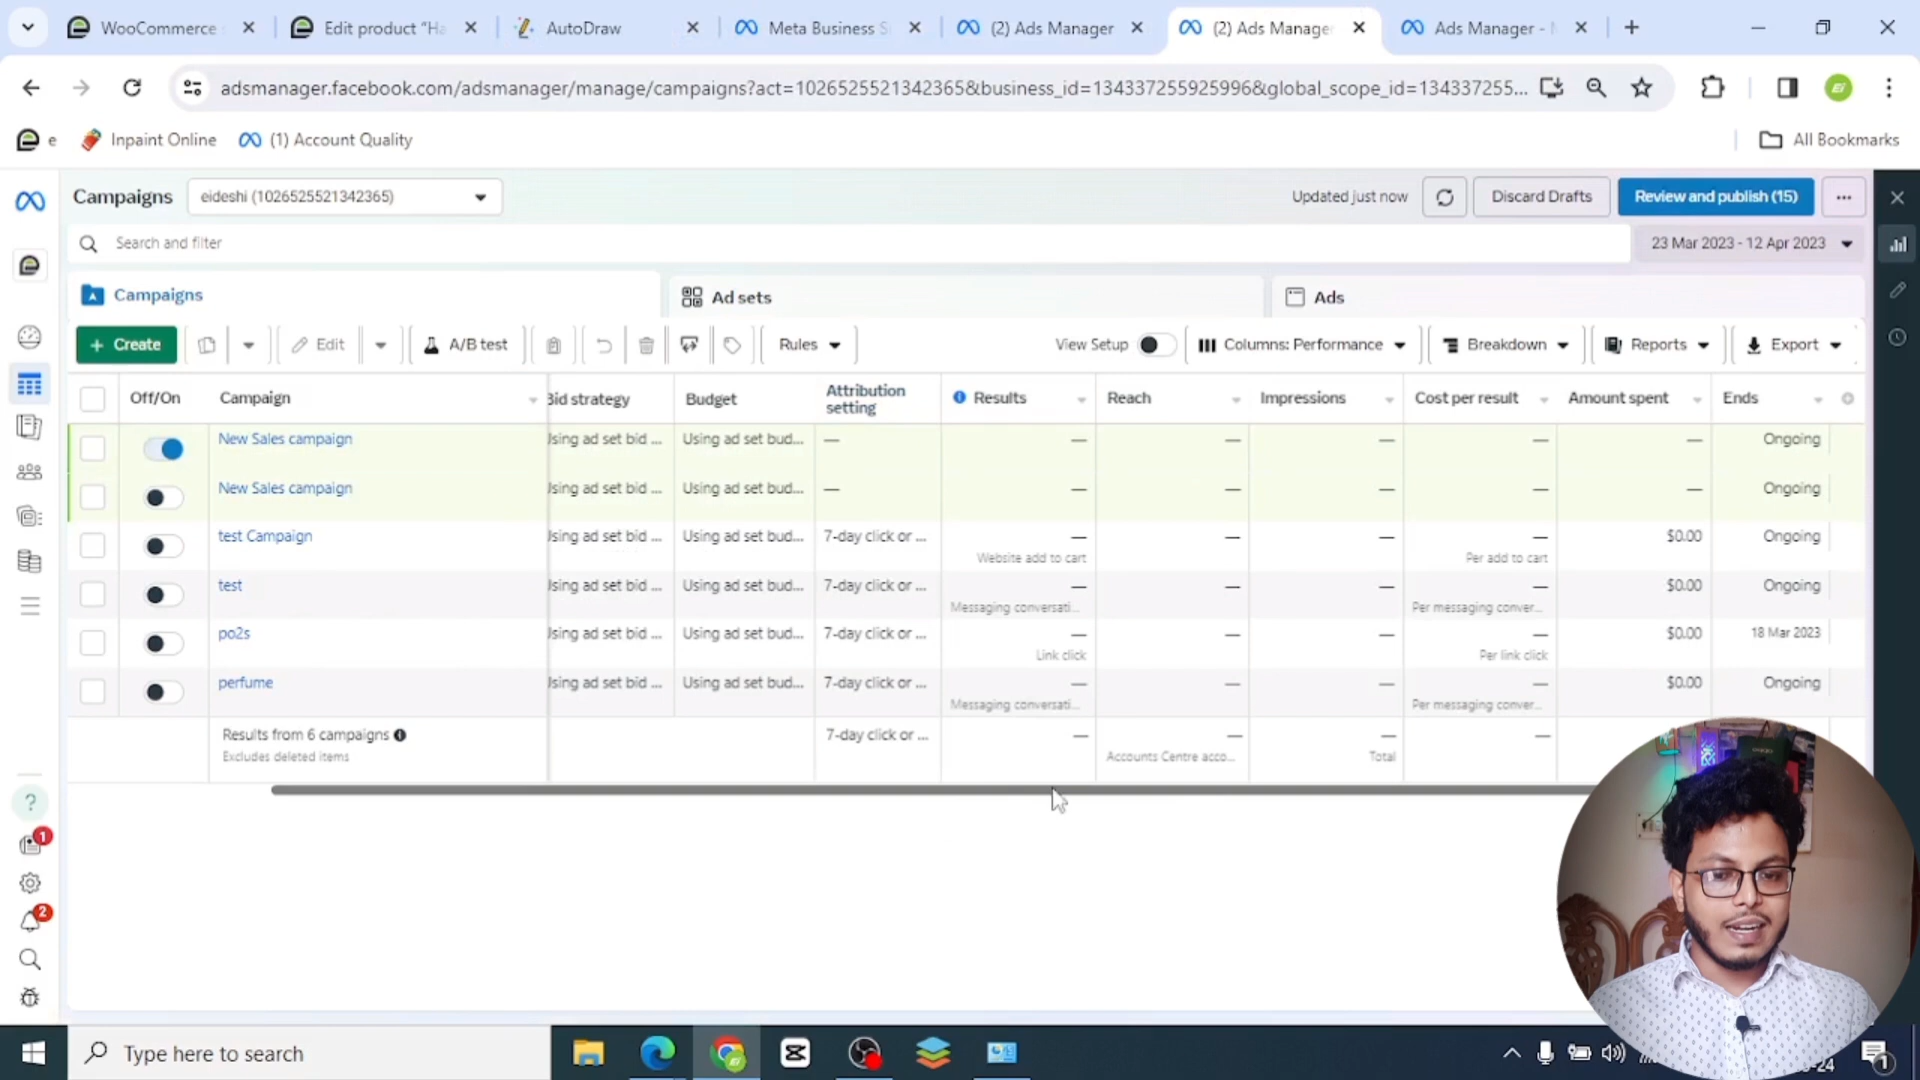 WooCommerce
Edit product "Ha
AutoDraw
Meta Business S
(2) Ads Manager
(2) Ads Manage
Ads Manager -
adsmanager.facebook.com/adsmanager/manage/campaigns?act=1026525521342365&business_id=134337255925996&global_scope_id=134337255...
Ei
e
Inpaint Online
(1) Account Quality
All Bookmarks
Campaigns
eideshi (1026525521342365)
Updated just now
Discard Drafts
Review and publish (15)
...
Search and filter
23 Mar 2023 - 12 Apr 2023
Campaigns
Ad sets
Ads
+ Create
Edit
A/B test
Rules
View Setup
Columns: Performance
Breakdown
Reports
Export
Off/On
Campaign
Bid strategy
Budget
Attribution setting
Results
Reach
Impressions
Cost per result
Amount spent
Ends
New Sales campaign
Using ad set bid ...
Using ad set bud...
—
—
—
—
—
—
Ongoing
New Sales campaign
Using ad set bid ...
Using ad set bud...
—
—
—
—
—
—
Ongoing
test Campaign
Using ad set bid ...
Using ad set bud...
7-day click or ...
—
—
—
—
$0.00
Ongoing
Website add to cart
Per add to cart
test
Using ad set bid ...
Using ad set bud...
7-day click or ...
—
—
—
—
$0.00
Ongoing
Messaging conversati...
Per messaging conver...
po2s
Using ad set bid ...
Using ad set bud...
7-day click or ...
—
—
—
—
$0.00
18 Mar 2023
Link click
Per link click
perfume
Using ad set bid ...
Using ad set bud...
7-day click or ...
—
—
—
—
$0.00
Ongoing
Messaging conversati...
Per messaging conver...
Results from 6 campaigns
7-day click or ...
—
—
—
—
Excludes deleted items
Accounts Centre acco...
Total
?
1
2
Type here to search
-24
1